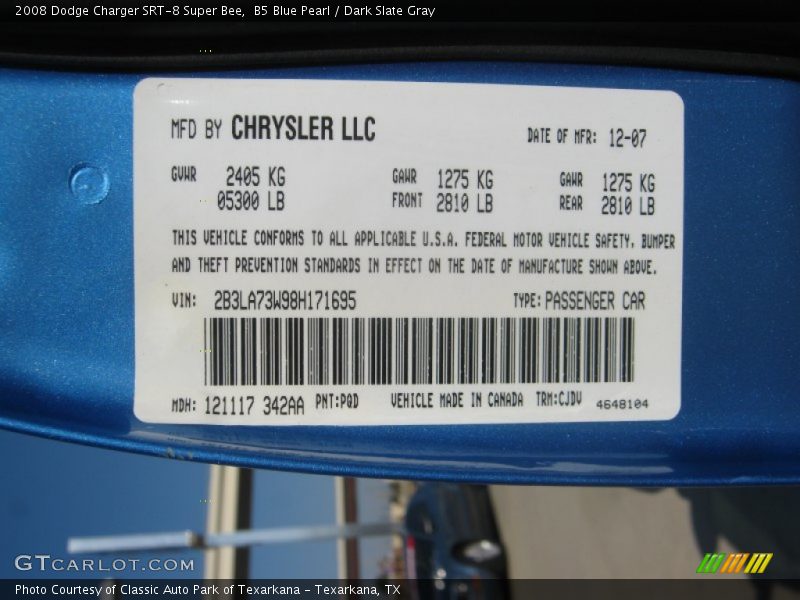 2008 Dodge Charger SRT-8 Super Bee,  B5 Blue Pearl / Dark Slate Gray
MFD BY CHRYSLER LLC DATE OF MFR: 12-07
GVWR 2405 KG GAWR 1275 KG GAWR 1275 KG
05300 LB FRONT 2810 LB REAR 2810 LB
THIS VEHICLE CONFORMS TO ALL APPLICABLE U.S.A. FEDERAL MOTOR VEHICLE SAFETY, BUMPER
AND THEFT PREVENTION STANDARDS IN EFFECT ON THE DATE OF MANUFACTURE SHOWN ABOVE.
VIN: 2B3LA73W98H171695 TYPE: PASSENGER CAR
MDH: 121117 342AA PNT:PQD VEHICLE MADE IN CANADA TRM:CJDV 4648104
GTCARLOT.COM
Photo Courtesy of Classic Auto Park of Texarkana - Texarkana, TX